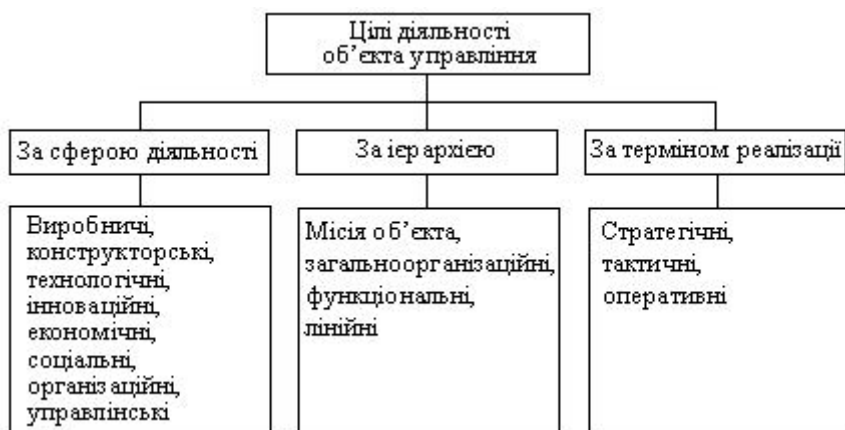 Цілі діяльності
об’єкта управління
За сферою діяльності
За ієрархією
За терміном реалізації
Виробничі,
конструкторські,
технологічні,
інноваційні,
економічні,
соціальні,
організаційні,
управлінські
Місія об’єкта,
загальноорганізаційні,
функціональні,
лінійні
Стратегічні,
тактичні,
оперативні